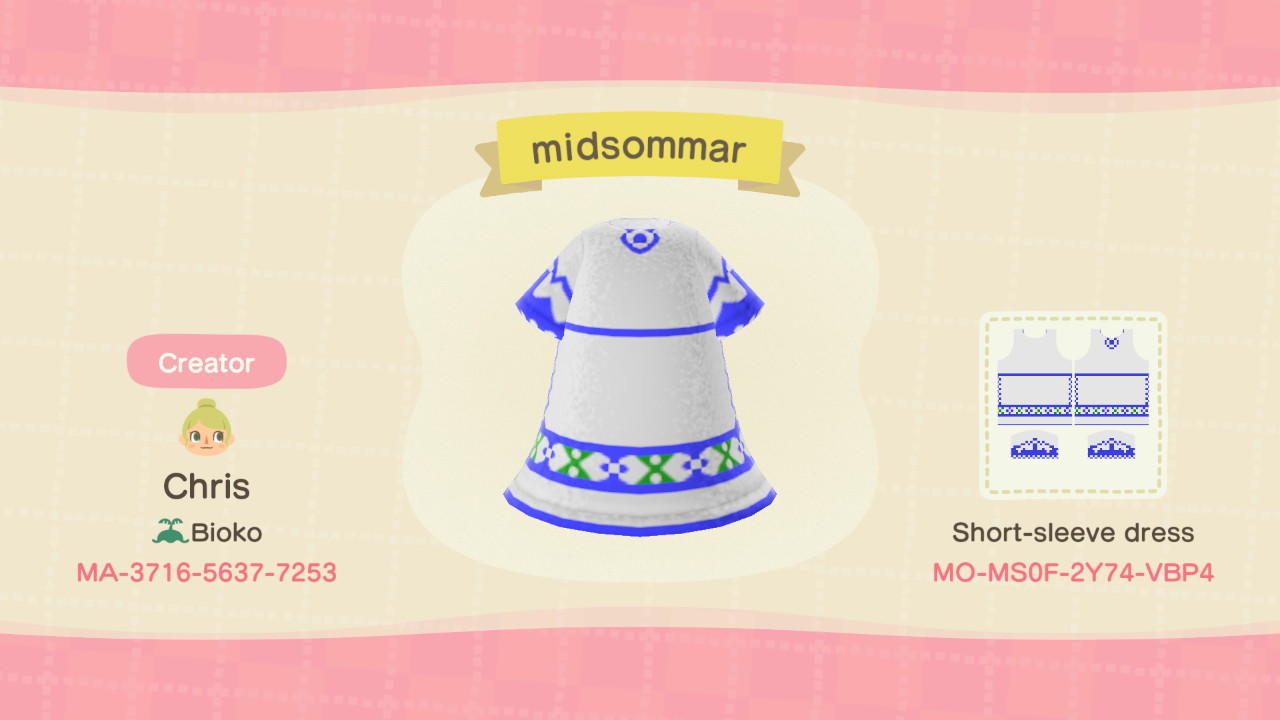 midsommar
Creator
Chris
Bioko
MA-3716-5637-7253
Short-sleeve dress
MO-MS0F-2Y74-VBP4